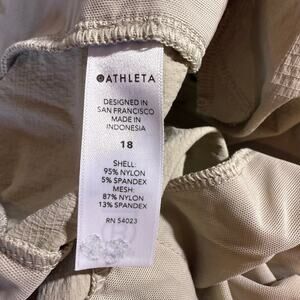 ATHLETA
DESIGNED IN
SAN FRANCISCO
MADE IN
INDONESIA
18
SHELL:
95% NYLON
5% SPANDEX
MESH:
87% NYLON
13% SPANDEX
RN 54023